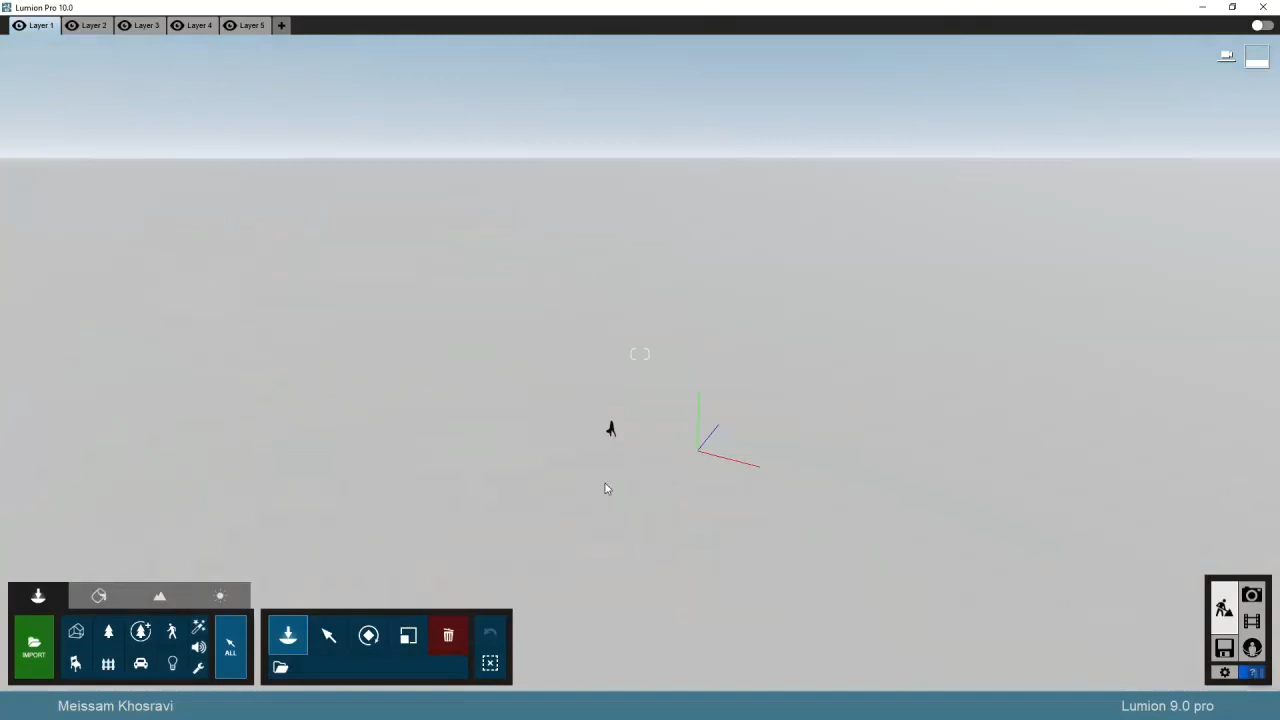 Lumion Pro 10.0
Layer 1
Layer 2
Layer 3
Layer 4
Layer 5
IMPORT
ALL
Meissam Khosravi
Lumion 9.0 pro